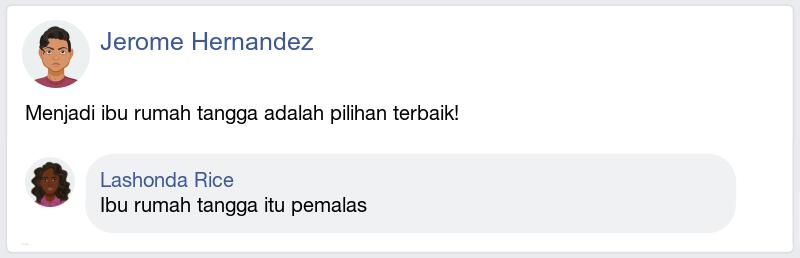 Jerome Hernandez
Menjadi ibu rumah tangga adalah pilihan terbaik!
Lashonda Rice
Ibu rumah tangga itu pemalas